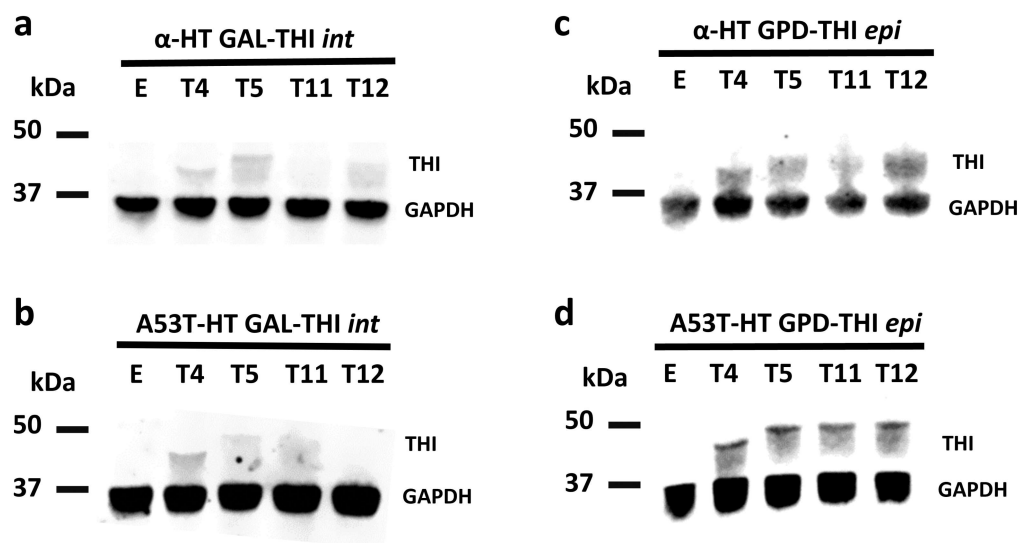 a
α-HT GAL-THI int
kDa
E T4 T5 T11 T12
50
37
THI
GAPDH
c
α-HT GPD-THI epi
kDa
E T4 T5 T11 T12
50
37
THI
GAPDH
b
A53T-HT GAL-THI int
kDa
E T4 T5 T11 T12
50
37
THI
GAPDH
d
A53T-HT GPD-THI epi
kDa
E T4 T5 T11 T12
50
37
THI
GAPDH